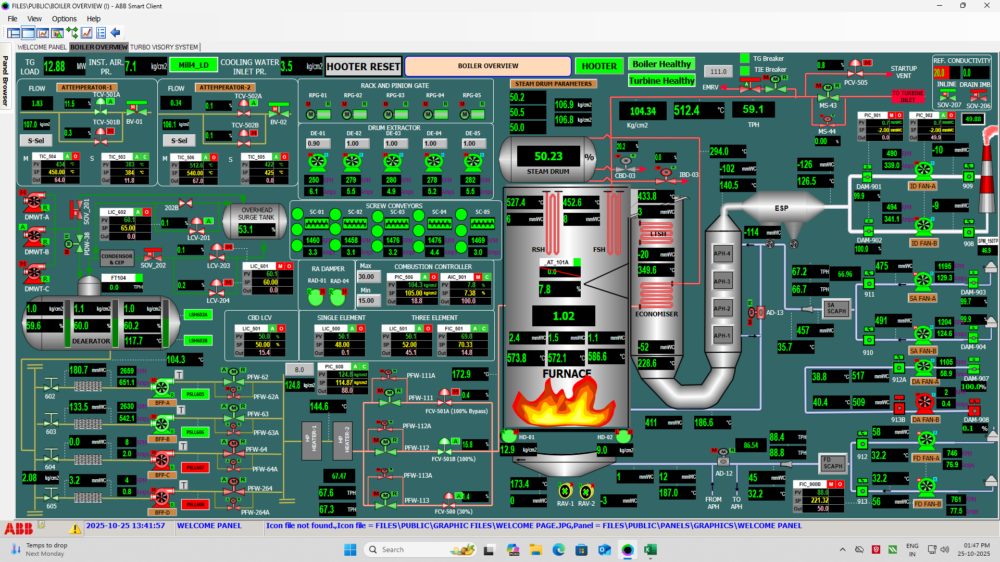 FILES\PUBLIC\BOILER OVERVIEW (!) - ABB Smart Client
File View Options Help
WELCOME PANEL BOILER OVERVIEW TURBO VISORY SYSTEM
Panel Browser
TG LOAD 12.88 MW INST. AIR. PR. 7.1 kg/cm2 Mill4_LD COOLING WATER INLET PR. 3.5 kg/cm2 HOOTER RESET BOILER OVERVIEW HOOTER Boiler Healthy Turbine Healthy
111.0 TG Breaker TIE Breaker
0.8 % M PCV-505 STARTUP VENT
REF. CONDUCTIVITY 20.0 0.0 INLINE DRAIN IMB. SOV-207 SOV-206
FLOW ATTEMPERATOR-1 1.83 TCV-501A 11.5 % A BV-01
107.0 kg/cm2 TCV-501B 0.3 % M
S-Sel
M TIC_504 A O PV 434 °C SP 450.00 °C Out 64.0
S TIC_503 A C PV 383 °C SP 384 °C Out 11.8
FLOW ATTEMPERATOR-2 0.34 TCV-502A 0.1 % A BV-02
106.1 kg/cm2 TCV-502B 0.1 % M
S-Sel
M TIC_506 A O PV 512.6 °C SP 540.00 °C Out 67.0
S TIC_505 A O PV 422 °C SP 425 °C Out 0.0
RACK AND PINION GATE
RPG-01 RPG-02 RPG-03 RPG-04 RPG-05
DRUM EXTRACTOR
DE-01 DE-02 DE-03 DE-04 DE-05
0.90 1.00 1.00 1.00 1.00
250 RPM 279 RPM 280 RPM 278 RPM 282 RPM
6.1 Amps 5.5 Amps 4.9 Amps 5.2 Amps 5.5 Amps
SCREW CONVEYORS
SC-01 SC-02 SC-03 SC-04 SC-05
1460 RPM 1458 RPM 1476 RPM 1476 RPM 1469 RPM
3.3 Amps 3.1 Amps 3.2 Amps 4.4 Amps 3.0 Amps
STEAM DRUM PARAMETERS
50.2
50.5
50.0
106.9 kg/cm2
106.8 kg/cm2
104.34 Kg/cm2
512.4 °C
59.1 TPH
EMRV
MS-43
TO TURBINE INLET
MS-44
0.00 %
PIC_901 M O PV 0.7 mmWC SP -2.00 mmWC Out 0.0
PIC_902 A O PV 0.7 mmWC SP -2.00 mmWC Out 49.9
49.88
50.23 %
STEAM DRUM
20.2 % CBD-03
0.0 % IBD-03
294.0 °C
-102 mmWC
140.5 °C
-126 mmWC
126.5 °C
490 RPM
339.0 Amps
-10 mmWC
DAM-901
99.9 %
ID FAN-A
909
494 RPM
341.1 Amps
-9 mmWC
DAM-902
100.0 %
ID FAN-B
908
SPM_150TP
46.9
ESP
-114 mmWC
DMWT-A
DMWT-B
DMWT-C
SOV_201
PDW-38
202B
LIC_602 A O PV 60.1 SP 65.00 Out 0.0
0.1 % A LCV-201
OVERHEAD SURGE TANK 53.1 %
CONDENSOR & CEP
SOV_202
0.1 % M LCV-203
0.2 % M LCV-204
LIC_601 M O PV 60.1 SP 60.00 Out 0.0
FT104 0.0 TPH
1.0 kg/cm2 1.1 kg/cm2 1.0 kg/cm2
59.6 % 60.0 % 60.2 %
DEAERATOR 117.7 °C
LSH602A
LSH602B
104.3 °C
RA DAMPER
RAD-01 RAD-04
Max 30.00
Min 15.00
COMBUSTION CONTROLLER
PIC_506 A O PV 104.3 kg/cm2 SP 105.00 kg/cm2 Out 18.8
AIC_901 M C PV 7.8 % SP 7.38 % Out 100.0
CBD LCV
LIC_501 A O PV 50.0 % SP 50.00 % Out 15.4
SINGLE ELEMENT
LIC_500 A O PV 50.1 SP 48.00 Out 0.1
THREE ELEMENT
LIC_501 A O PV 50.1 SP 52.00 Out 45.1
FIC_501 A C PV 69.8 SP 70.33 Out 14.8
527.4 °C 452.6 °C
6 mmWC 8 mmWC
RSH FSH
_AT_101A
0.0
7.8 %
1.02
2.4 mmWC 1.5 mmWC 1.1 mmWC
573.8 °C 572.1 °C 586.6 °C
FURNACE
433.8 °C
3 mmWC
LTSH
-20 mmWC
349.6 °C
ECONOMISER
-52 mmWC
228.6 °C
APH-4
APH-3
APH-2
APH-1
AD-13
411 mmWC
186.6 °C
67.2 TPH
66.7 TPH
66.96
475 mmWC
911
SA FAN-A
1195 RPM
129.3 Amps
DAM-903
99.7 %
SA SCAPH
457 mmWC
35.7 °C
491 mmWC
910
SA FAN-B
1204 RPM
124.6 Amps
99.9 %
DAM-904
38.8 °C 517 mmWC
912A
DA FAN-A
1105 RPM
58.9 Amps
DAM-907
100.0 %
40.4 °C 509 mmWC
913B
DA FAN-B
2 RPM
0.4 Amps
DAM-908
0.1 %
180.7 mmWC 2659 RPM 651.1 Amps
602 BFP-A T PSLL605 PFW-62 PFW-62A
133.5 mmWC 2630 RPM 542.1 Amps
603 BFP-B T PSLL606 PFW-63 PFW-63A
0.0 mmWC 8 RPM 2.0 Amps
604 BFP-C T PSLL607 PFW-64 PFW-64A
2.08 kg/cm2
3.2 mmWC 4 RPM 0.8 Amps
605 BFP-D T PSLL608 PFW-264 PFW-264A
8.0
124.8 kg/cm2
PIC_608 A C PV 124.8 kg/cm2 SP 114.87 kg/cm2 Out 88.0
144.6 °C
HP HEATER-1
HP HEATER-2
67.47
67.6 TPH
67.3 TPH
PFW-111A
PFW-111
172.9 °C
0.4 % M
FCV-501A (100% Bypass)
PFW-112A
PFW-112
15.8 % A
FCV-501B (100%)
PFW-113A
PFW-113
1.4 % A
FCV-500 (30%)
HD-01 HD-02
12.9 kg/cm2 9.0 kg/cm2
173.4 °C
0 mmWC
RAV-1 RAV-2
-3 mmWC
1 mmWC
12 mmWC
187.0 °C
AD-12
86.54
88.4 TPH
88.8 TPH
FROM APH
TO APH
45 mmWC
32.2 °C
FD SCAPH
58 mmWC
912
32.2 °C
FD FAN-A
746 RPM
76.9 Amps
FIC_900B M O PV 88.0 SP 221.32 Out 50.0
32.2 °C
913
56 mmWC
FD FAN-B
761 RPM
77.5 Amps
ABB 2025-10-25 13:41:57 WELCOME PANEL Icon file not found.,Icon file = FILES\PUBLIC\GRAPHIC FILES\WELCOME PAGE.JPG,Panel = FILES\PUBLIC\PANELS\GRAPHICS\WELCOME PANEL
Temps to drop
Next Monday
Search
M365
ENG
IN
01:47 PM
25-10-2025